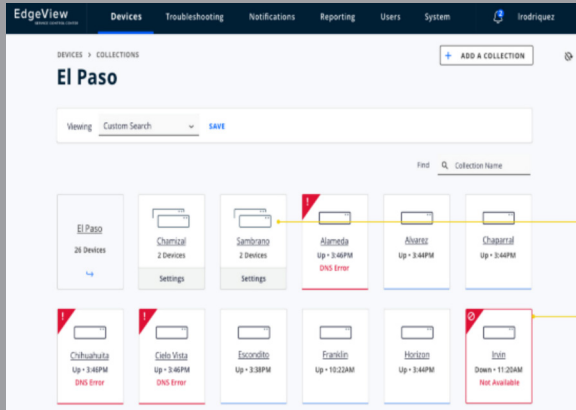 EdgeView
SERVICE CONTROL CENTER
Devices
Troubleshooting
Notifications
Reporting
Users
System
2
lrodriquez
DEVICES > COLLECTIONS
El Paso
+ ADD A COLLECTION
Viewing Custom Search SAVE
Find Collection Name
El Paso
26 Devices
Chamizal
2 Devices
Settings
Sambrano
2 Devices
Settings
!
Alameda
Up • 3:46PM
DNS Error
Alvarez
Up • 3:44PM
Chaparral
Up • 3:44PM
!
Chihuahuita
Up • 3:46PM
DNS Error
!
Cielo Vista
Up • 3:46PM
DNS Error
Escondito
Up • 3:38PM
Franklin
Up • 10:22AM
Horizon
Up • 3:44PM
Irvin
Down • 11:20AM
Not Available